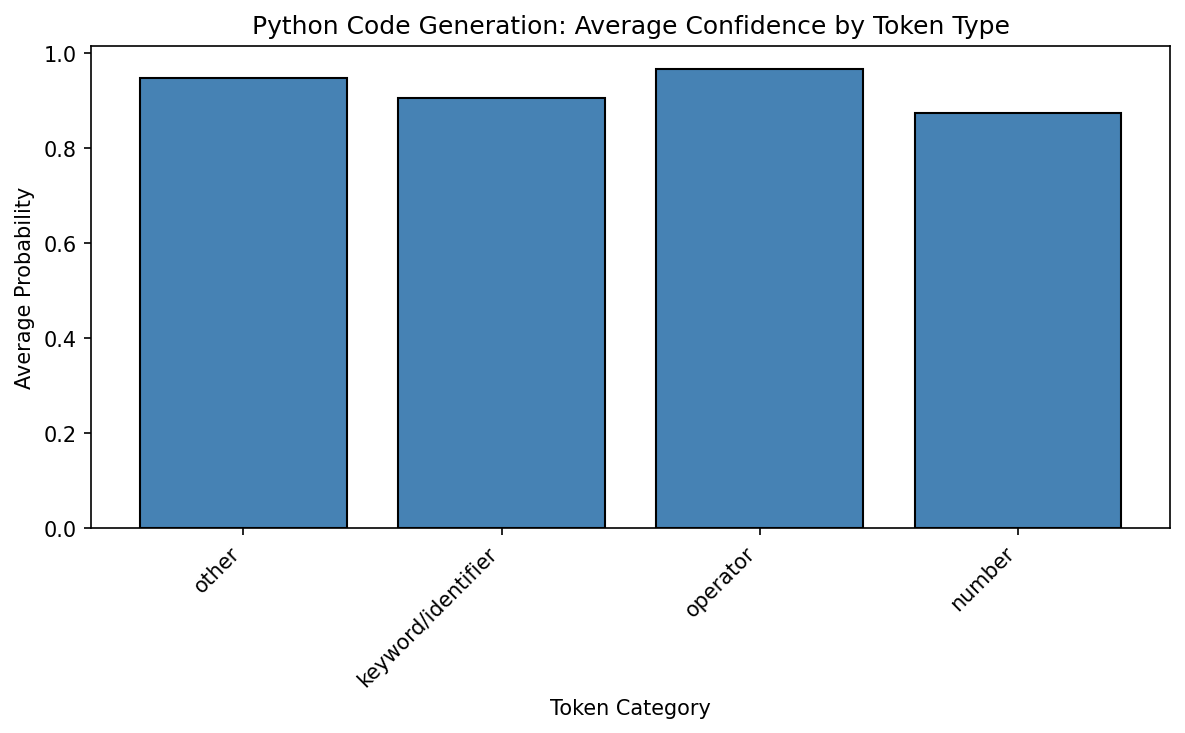 Python Code Generation: Average Confidence by Token Type
1.0
0.8
0.6
0.4
0.2
0.0
Average Probability
other
keyword/identifier
operator
number
Token Category